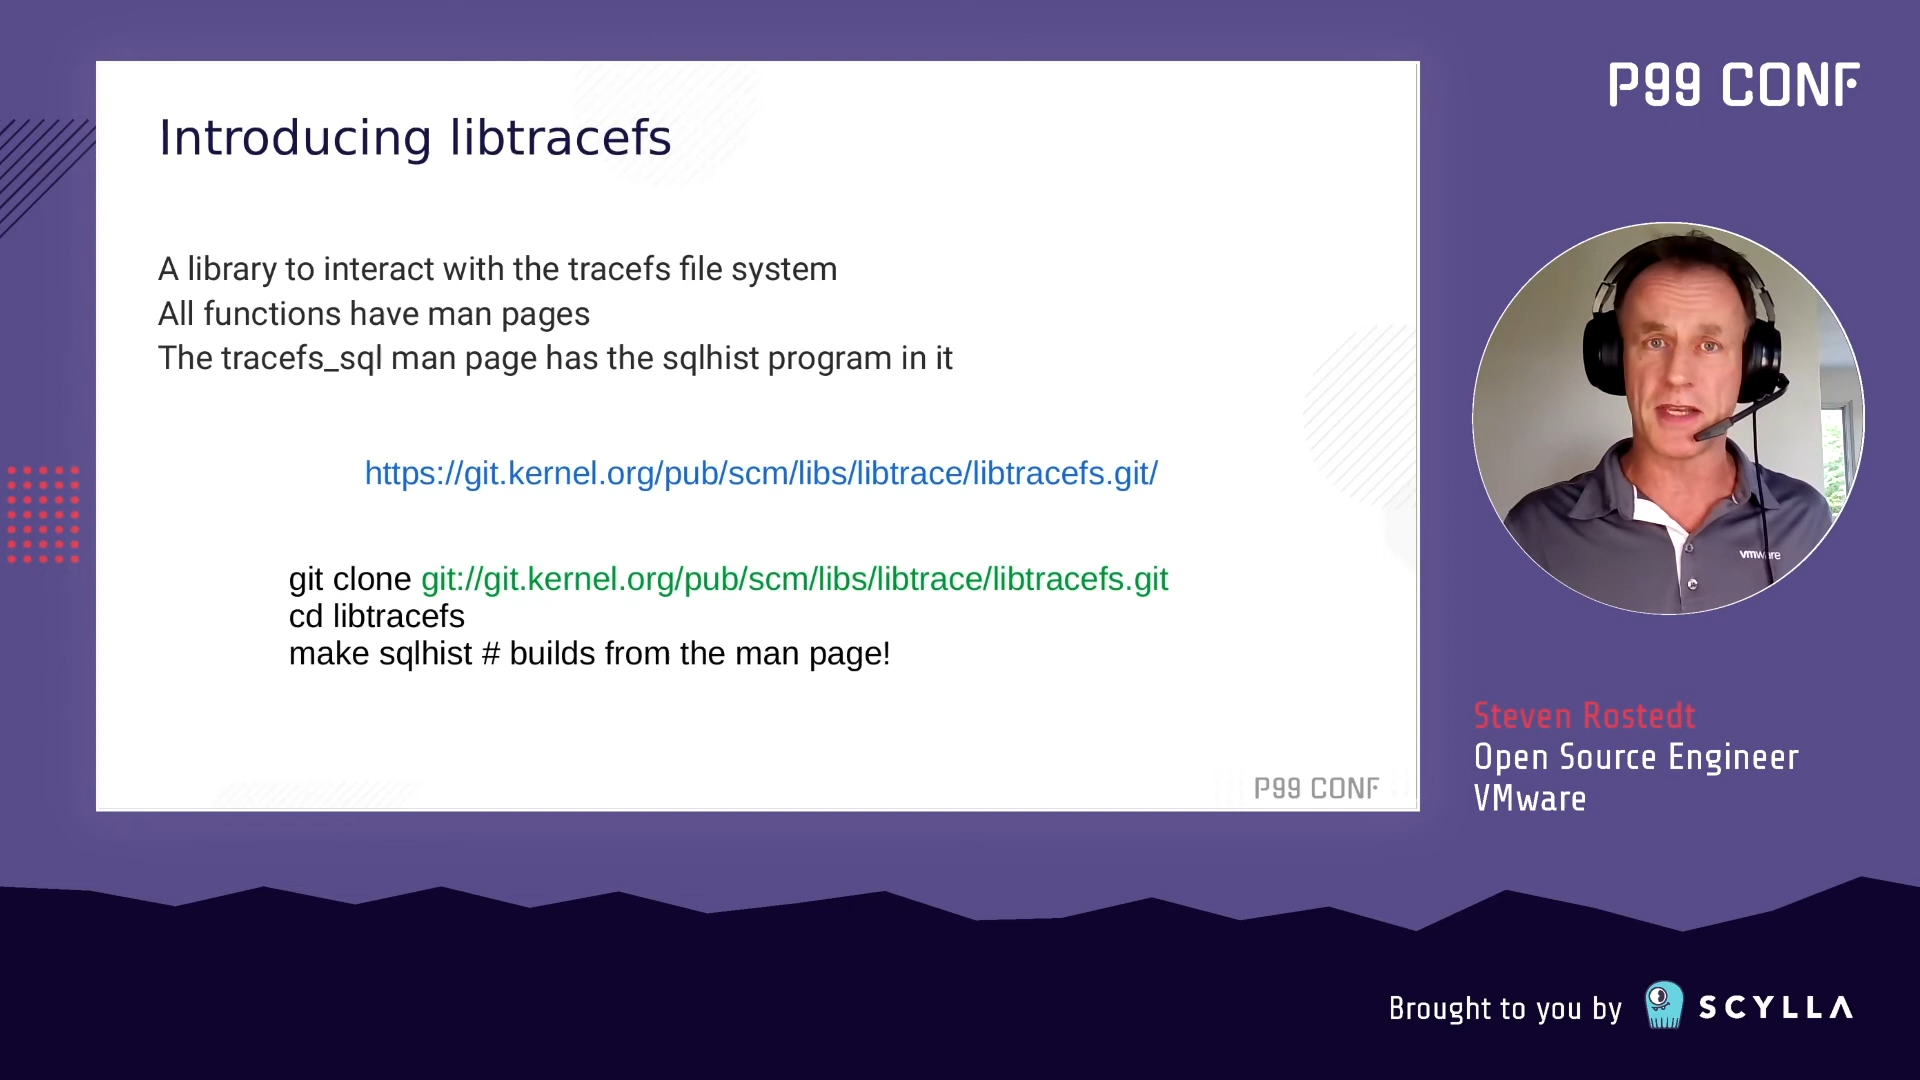 P99 CONF
Introducing libtracefs
A library to interact with the tracefs file system
All functions have man pages
The tracefs_sql man page has the sqlhist program in it
https://git.kernel.org/pub/scm/libs/libtrace/libtracefs.git/
git clone git://git.kernel.org/pub/scm/libs/libtrace/libtracefs.git
cd libtracefs
make sqlhist # builds from the man page!
P99 CONF
vmware
Steven Rostedt
Open Source Engineer
VMware
Brought to you by SCYLLA